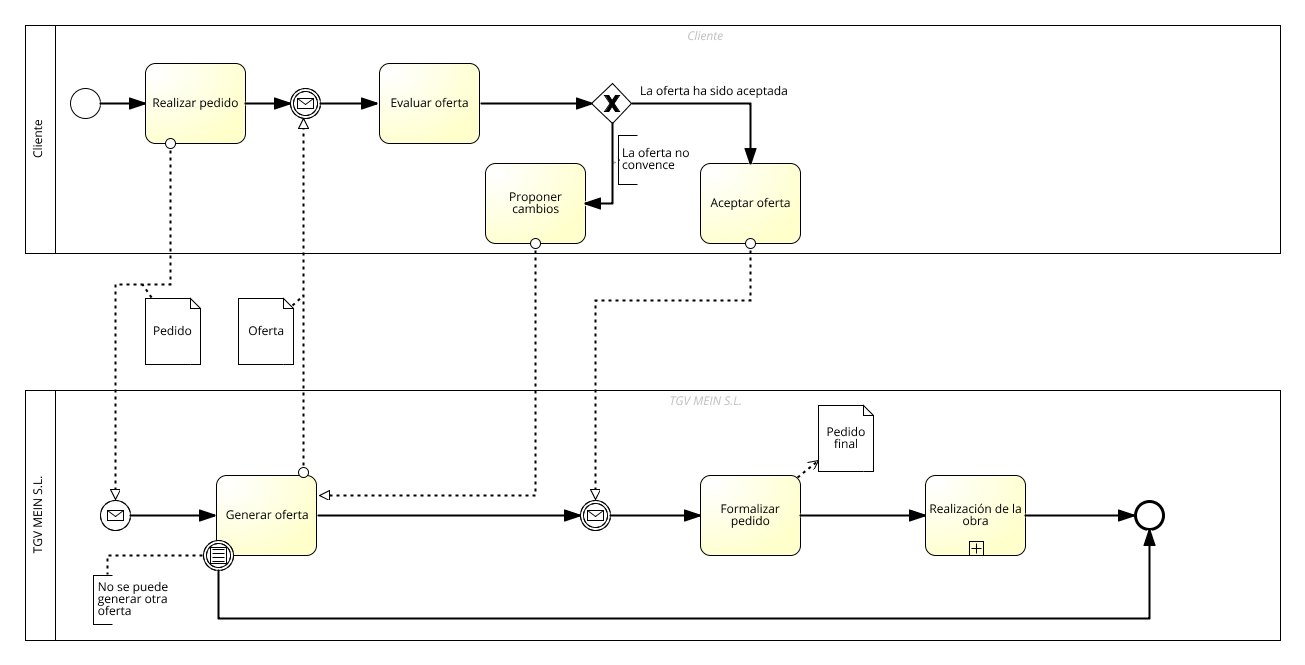 Cliente
Cliente
Realizar pedido
Evaluar oferta
La oferta ha sido aceptada
La oferta no
convence
Proponer
cambios
Aceptar oferta
Pedido
Oferta
TGV MEIN S.L.
TGV MEIN S.L.
Pedido
final
Generar oferta
Formalizar
pedido
Realización de la
obra
No se puede
generar otra
oferta